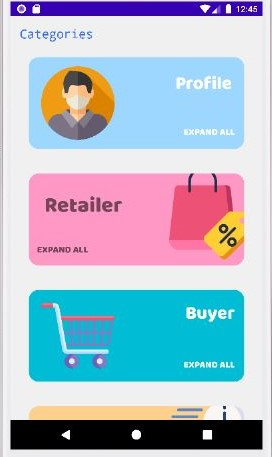 12:45
Categories
Profile
EXPAND ALL
Retailer
%
EXPAND ALL
Buyer
EXPAND ALL
i